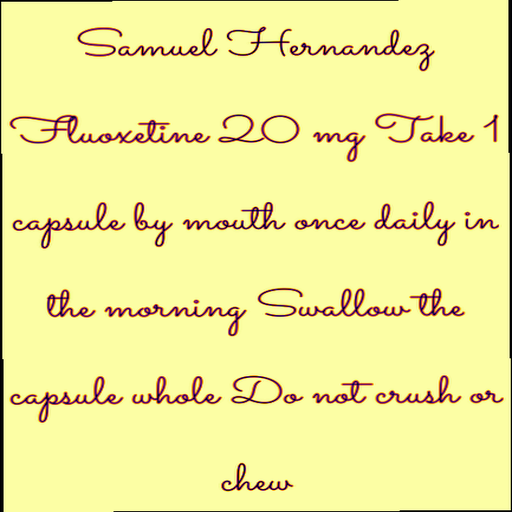 Samuel Hernandez
Fluoxetine 20 mg Take 1
capsule by mouth once daily in
the morning Swallow the
capsule whole Do not crush or
chew